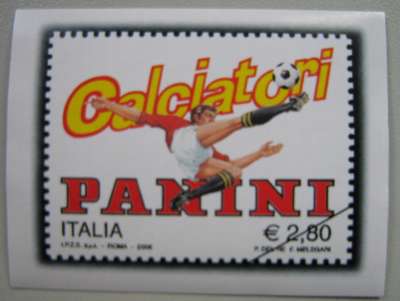 Calciatori
PANINI
ITALIA
€ 2,80
I.P.Z.S. S.p.A. - ROMA - 2006